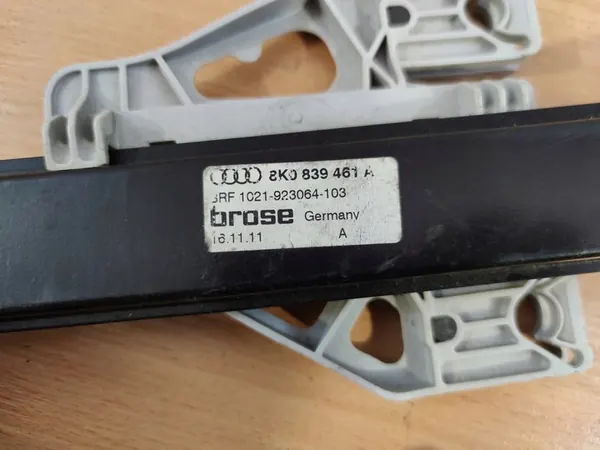 8K0 839 461 A
BRF 1021-923064-103
brose Germany
16.11.11 A